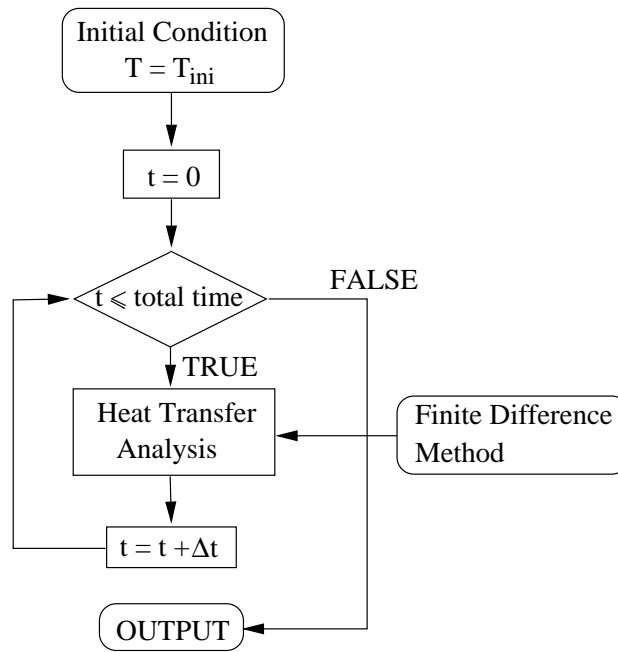 Initial Condition
T = T_ini
t = 0
t ⩽ total time
FALSE
TRUE
Heat Transfer
Analysis
Finite Difference
Method
t = t +Δt
OUTPUT